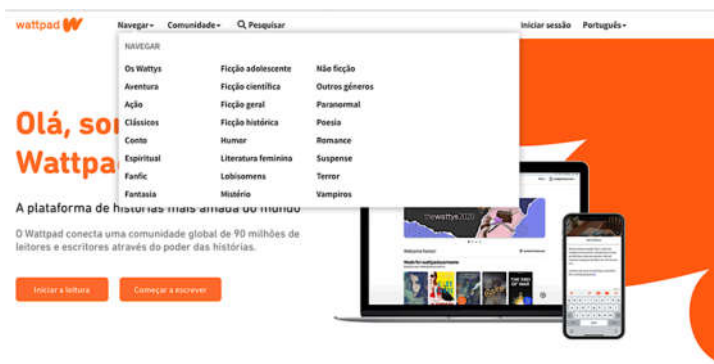 wattpad
Navegar
Comunidade
Pesquisar
Iniciar sessão
Português
NAVEGAR
Os Wattys
Ficção adolescente
Não ficção
Aventura
Ficção científica
Outros géneros
Ação
Ficção geral
Paranormal
Clássicos
Ficção histórica
Poesia
Conto
Humor
Romance
Espiritual
Literatura feminina
Suspense
Fanfic
Lobisomens
Terror
Fantasia
Mistério
Vampiros
Olá, so
Wattpa
A plataforma de histórias mais amada do mundo
O Wattpad conecta uma comunidade global de 90 milhões de
leitores e escritores através do poder das histórias.
Iniciar a leitura
Começar a escrever
thewattys2020